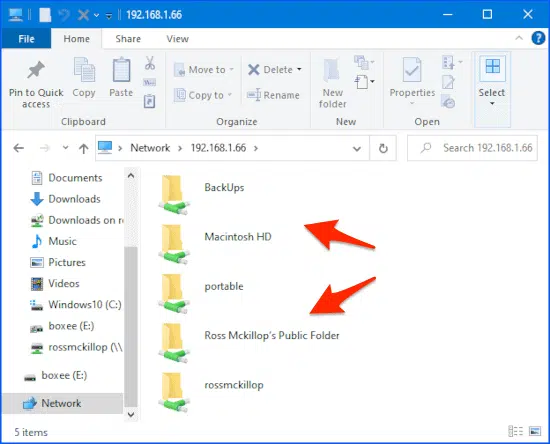 192.168.1.66
File Home Share View
Pin to Quick access
Copy
Paste
Move to
Copy to
Delete
Rename
New folder
Properties
Select
Clipboard Organize New Open
Network 192.168.1.66
Search 192.168.1.66
Documents
Downloads
Downloads on ro
Music
Pictures
Videos
Windows10 (C:)
boxee (E:)
rossmckillop (\\
boxee (E:)
Network
BackUps
Macintosh HD
portable
Ross Mckillop's Public Folder
rossmckillop
5 items